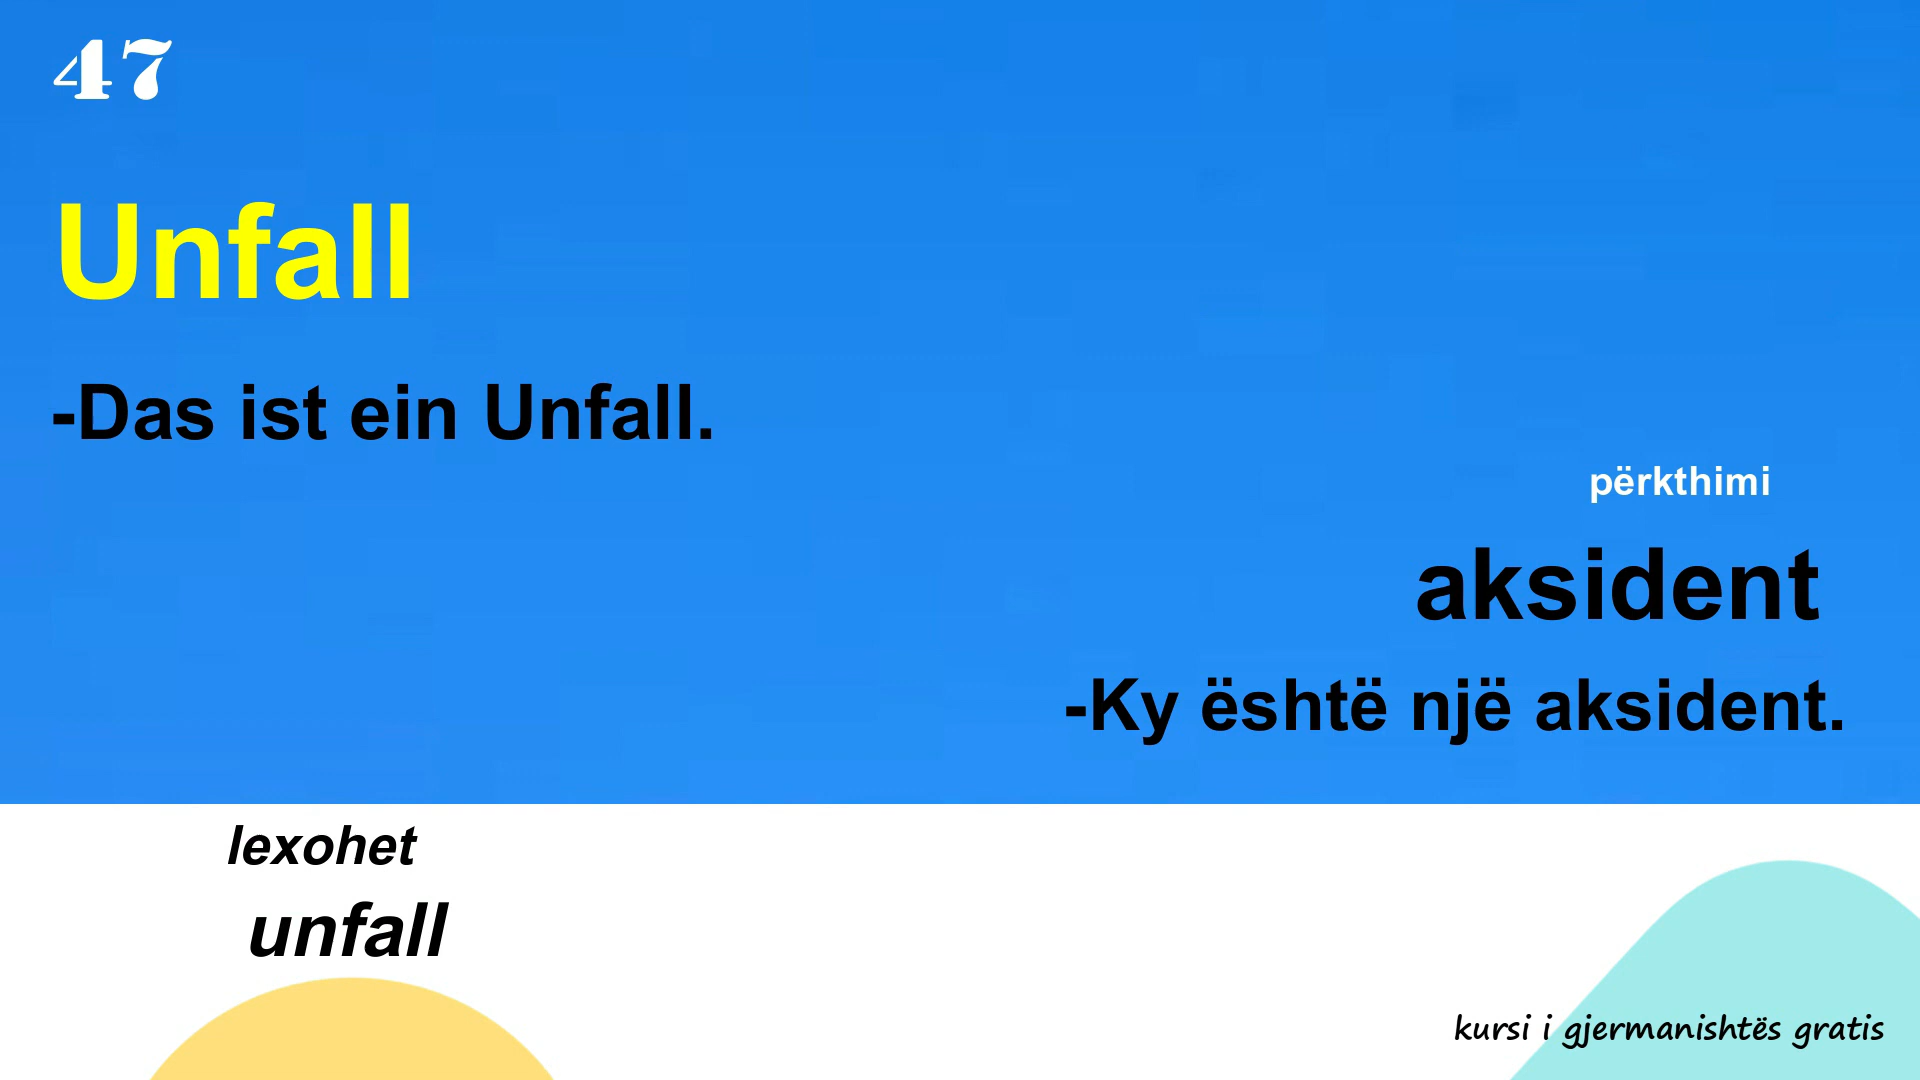 47
Unfall
-Das ist ein Unfall.
përkthimi
aksident
-Ky është një aksident.
lexohet
unfall
kursi i gjermanishtës gratis